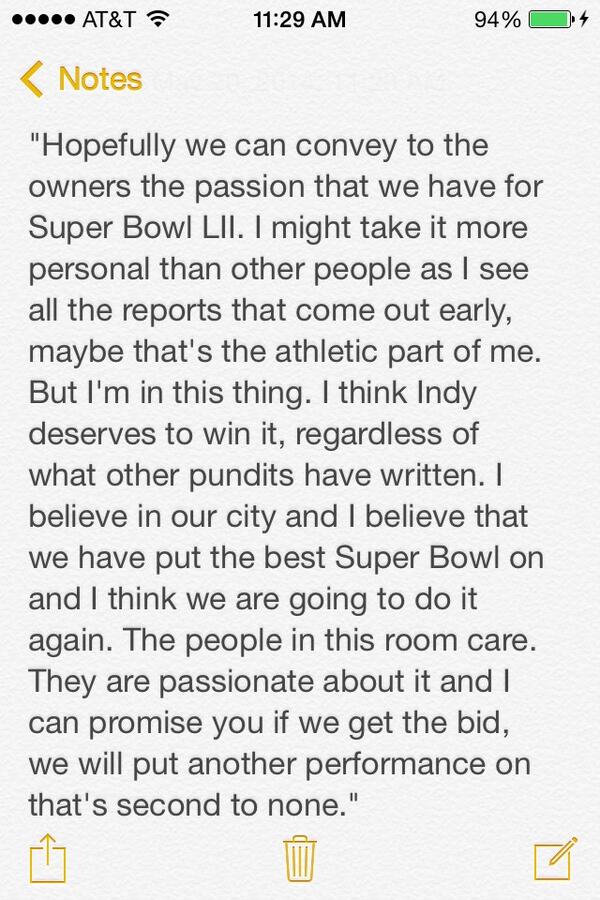 AT&T 11:29 AM 94%
Notes
"Hopefully we can convey to the
owners the passion that we have for
Super Bowl LII. I might take it more
personal than other people as I see
all the reports that come out early,
maybe that's the athletic part of me.
But I'm in this thing. I think Indy
deserves to win it, regardless of
what other pundits have written. I
believe in our city and I believe that
we have put the best Super Bowl on
and I think we are going to do it
again. The people in this room care.
They are passionate about it and I
can promise you if we get the bid,
we will put another performance on
that's second to none."